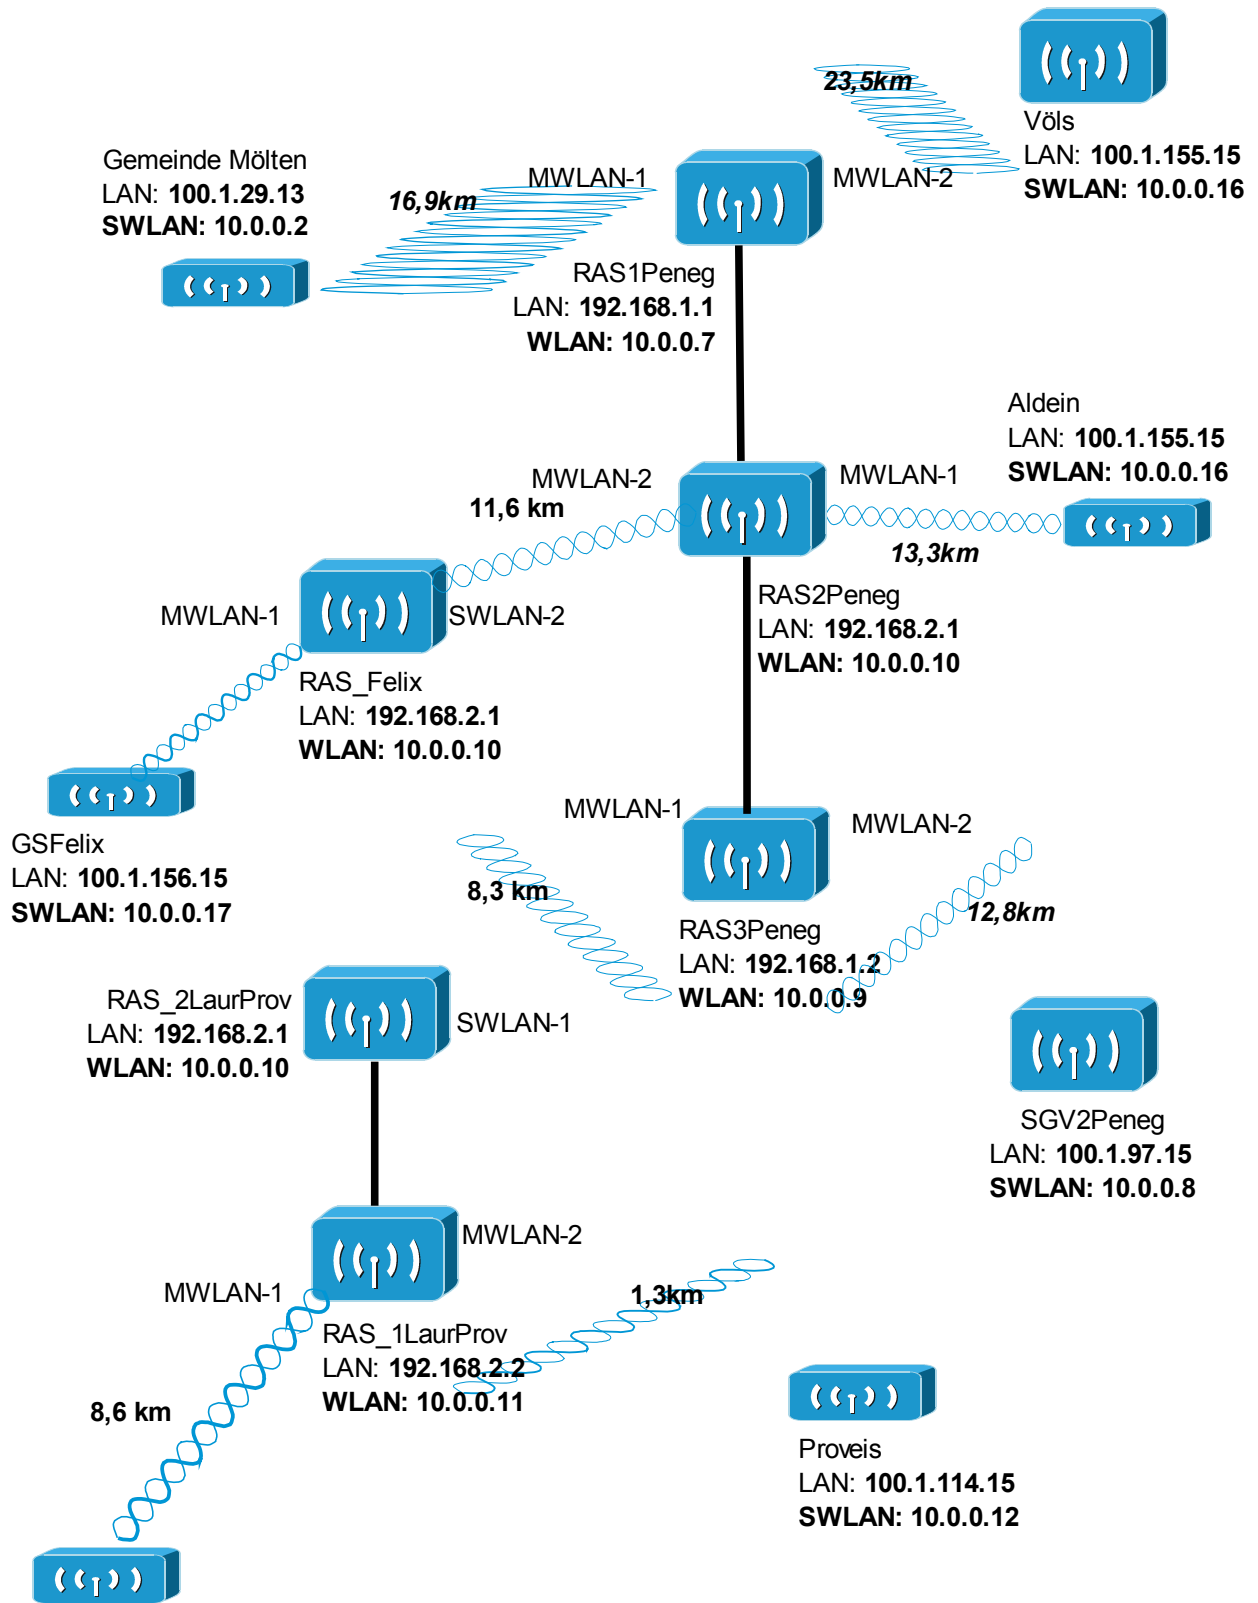 23,5km
Völs
LAN: 100.1.155.15
SWLAN: 10.0.0.16
Gemeinde Mölten
LAN: 100.1.29.13
SWLAN: 10.0.0.2
16,9km
MWLAN-1
MWLAN-2
RAS1Peneg
LAN: 192.168.1.1
WLAN: 10.0.0.7
Aldein
LAN: 100.1.155.15
SWLAN: 10.0.0.16
MWLAN-2
MWLAN-1
11,6 km
13,3km
RAS2Peneg
LAN: 192.168.2.1
WLAN: 10.0.0.10
MWLAN-1
SWLAN-2
RAS_Felix
LAN: 192.168.2.1
WLAN: 10.0.0.10
GSFelix
LAN: 100.1.156.15
SWLAN: 10.0.0.17
MWLAN-1
MWLAN-2
8,3 km
12,8km
RAS3Peneg
LAN: 192.168.1.2
WLAN: 10.0.0.9
RAS_2LaurProv
LAN: 192.168.2.1
WLAN: 10.0.0.10
SWLAN-1
SGV2Peneg
LAN: 100.1.97.15
SWLAN: 10.0.0.8
MWLAN-2
MWLAN-1
1,3km
RAS_1LaurProv
LAN: 192.168.2.2
WLAN: 10.0.0.11
8,6 km
Proveis
LAN: 100.1.114.15
SWLAN: 10.0.0.12